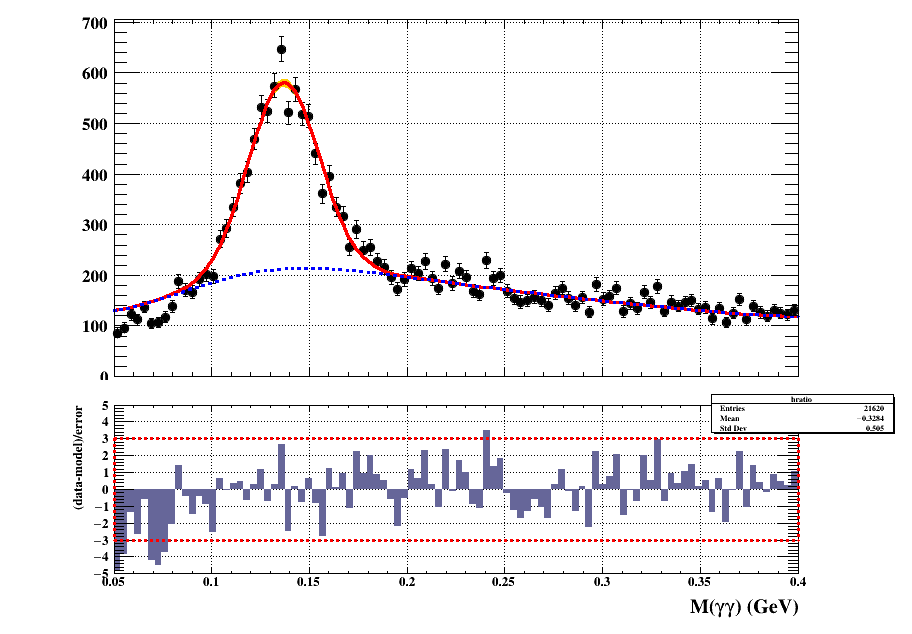 700
600
500
400
300
200
100
0
hratio
Entries 21620
Mean −0.3284
Std Dev 0.505
(data-model)/error
5
4
3
2
1
0
−1
−2
−3
−4
−5
0.05 0.1 0.15 0.2 0.25 0.3 0.35 0.4
M(γγ) (GeV)